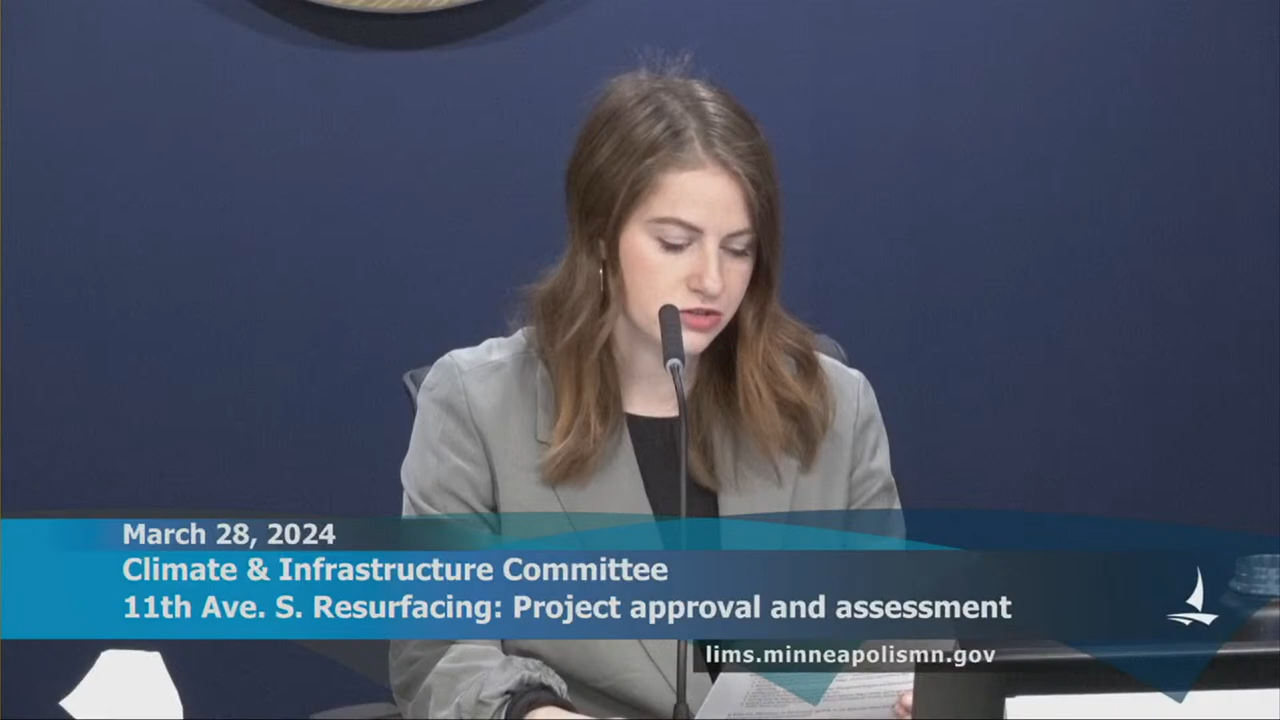 March 28, 2024
Climate & Infrastructure Committee
11th Ave. S. Resurfacing: Project approval and assessment
lims.minneapolismn.gov